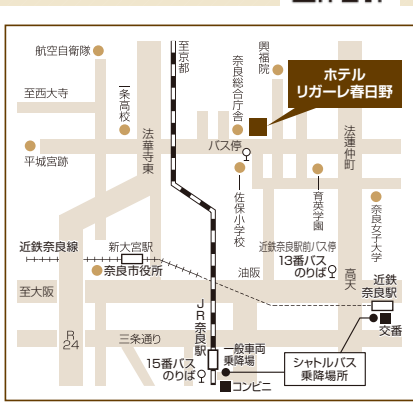 航空自衛隊
至京都
興福院
ホテル
リガーレ春日野
至西大寺
一条高校
法華寺東
奈良総合庁舎
バス停
法蓮仲町
平城宮跡
佐保小学校
育英学園
奈良女子大学
近鉄奈良線
新大宮駅
近鉄奈良駅前バス停
13番バス
のりば
奈良市役所
油阪
高天
近鉄
奈良駅
至大阪
JR奈良駅
交番
R
24
三条通り
一般車両
乗降場
シャトルバス
乗降場所
15番バス
のりば
コンビニ